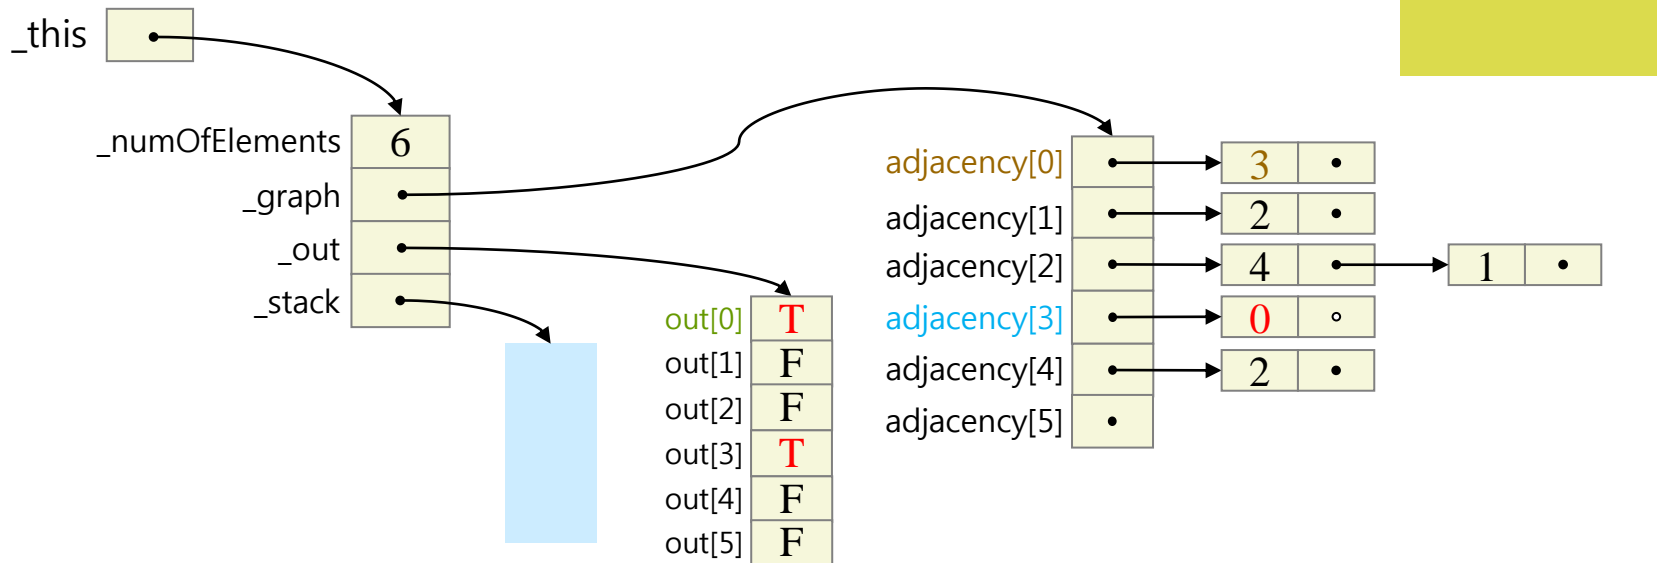 _this
_numOfElements 6
_graph
_out
_stack
out[0] T
out[1] F
out[2] F
out[3] T
out[4] F
out[5] F
adjacency[0] 3
adjacency[1] 2
adjacency[2] 4 1
adjacency[3] 0
adjacency[4] 2
adjacency[5]